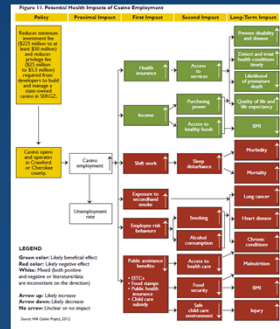 Figure 11. Potential Health Impacts of Casino Employment
Policy
Proximal Impact
First Impact
Second Impact
Long-Term Impact
Reduces minimum
investment fee
($225 million to at
least $50 million)
and reduces
privilege fee
($25 million
to $5.5 million)
required from
developers to build
and manage a
state-owned
casino in SEKGZ.
Casino opens
and operates
in Crawford
or Cherokee
county.
Casino
employment
Unemployment
rate
Health
insurance
Income
Shift work
Exposure to
secondhand
smoke
Employee risk
behaviors
Public assistance
benefits
• EITCs
• Food stamps
• Public health
insurance
• Child care
subsidy
Access
to
services
Purchasing
power
Access to
healthy foods
Sleep
disturbance
Smoking
Alcohol
consumption
Access to
health care
Food
security
Safe
child care
environment
Prevent disability
and disease
Detect and treat
health conditions
timely
Likelihood
of premature
death
Quality of life and
life expectancy
BMI
Morbidity
Mortality
Lung cancer
Heart disease
Chronic
conditions
Malnutrition
BMI
Injury
LEGEND
Green color: Likely beneficial effect
Red color: Likely negative effect
White: Mixed (both positive
and negative or literature/data
are inconsistent on the direction)
Arrow up: Likely increase
Arrow down: Likely decrease
No arrow: Unclear or no impact
Source: KHI Casino Project, 2012.